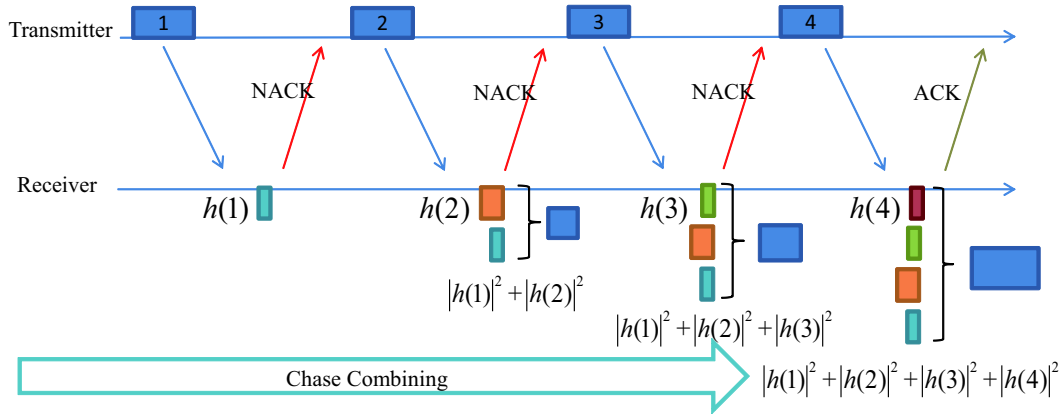 Transmitter 1 2 3 4
NACK NACK NACK ACK
Receiver
h(1) h(2) h(3) h(4)
|h(1)|² + |h(2)|²
|h(1)|² + |h(2)|² + |h(3)|²
Chase Combining
|h(1)|² + |h(2)|² + |h(3)|² + |h(4)|²